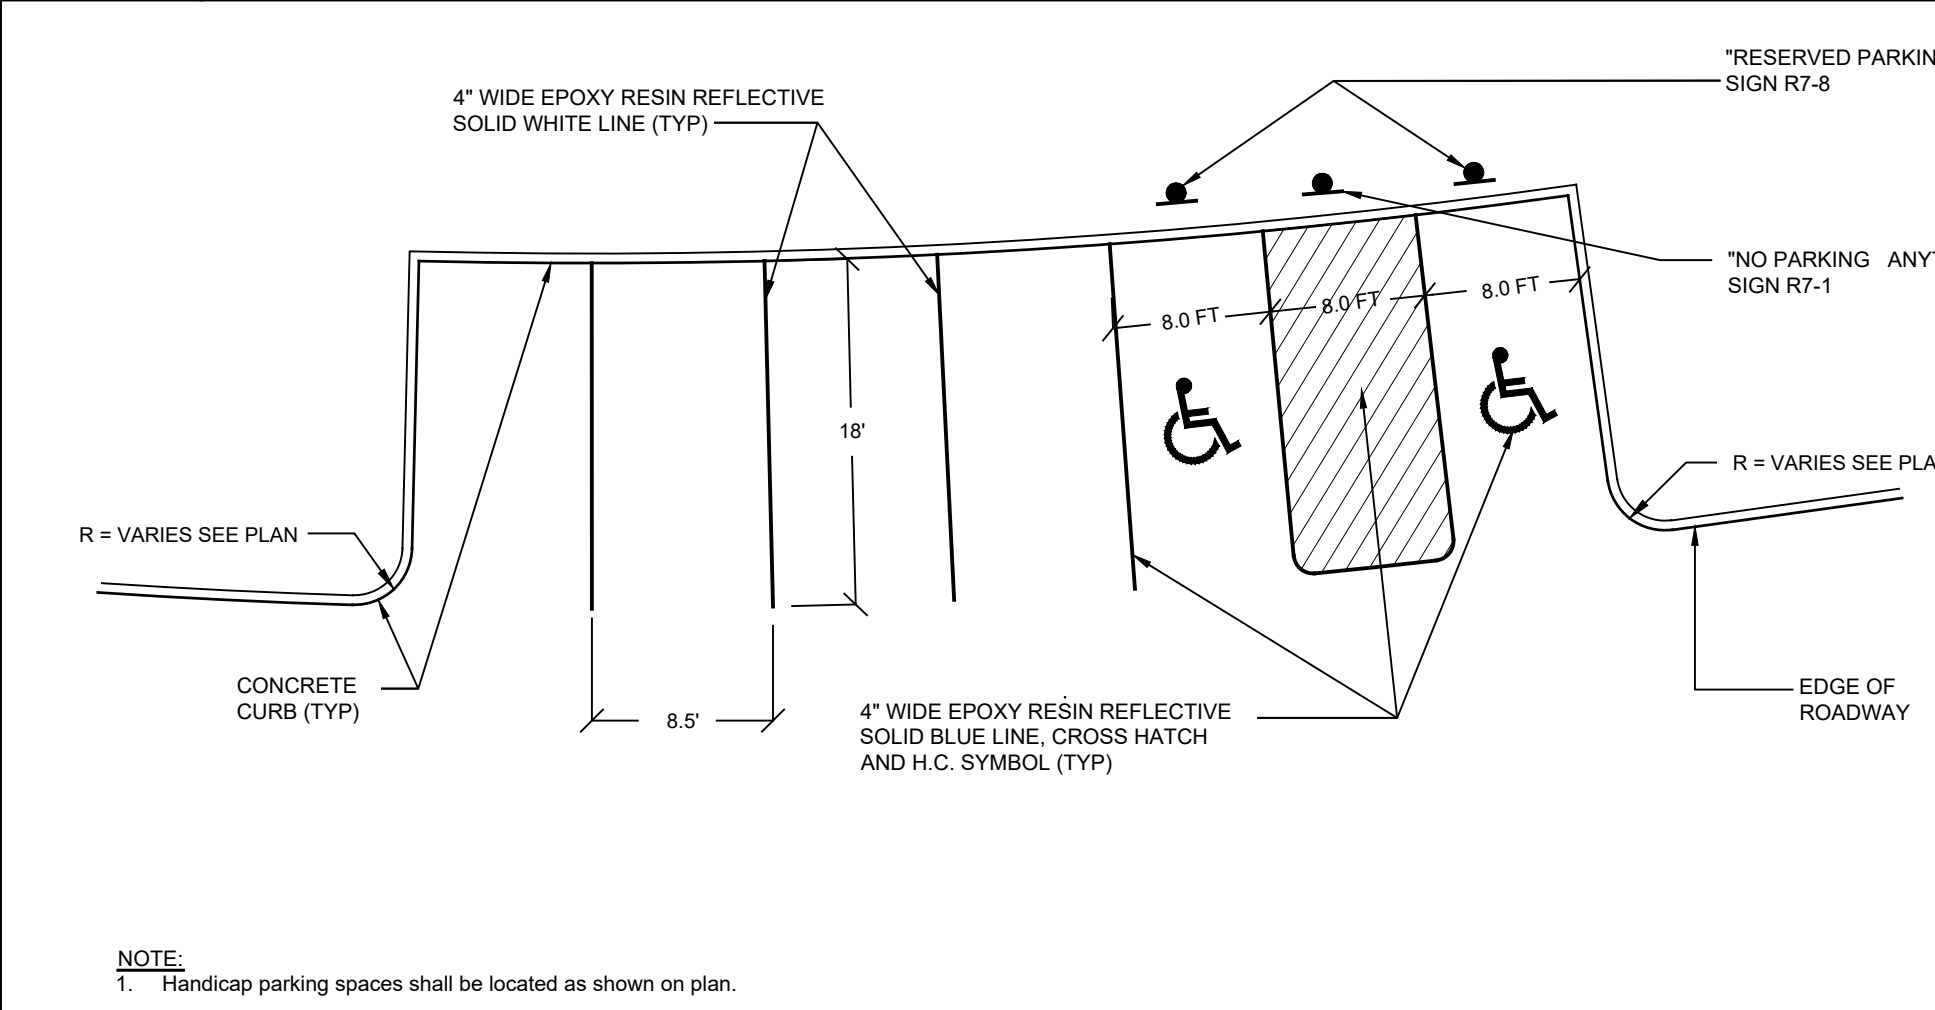 "RESERVED PARKIN
SIGN R7-8
4" WIDE EPOXY RESIN REFLECTIVE
SOLID WHITE LINE (TYP)
"NO PARKING ANYT
SIGN R7-1
8.0 FT
8.0 FT
8.0 FT
18'
R = VARIES SEE PLA
R = VARIES SEE PLAN
CONCRETE
CURB (TYP)
8.5'
4" WIDE EPOXY RESIN REFLECTIVE
SOLID BLUE LINE, CROSS HATCH
AND H.C. SYMBOL (TYP)
EDGE OF
ROADWAY
NOTE:
1. Handicap parking spaces shall be located as shown on plan.